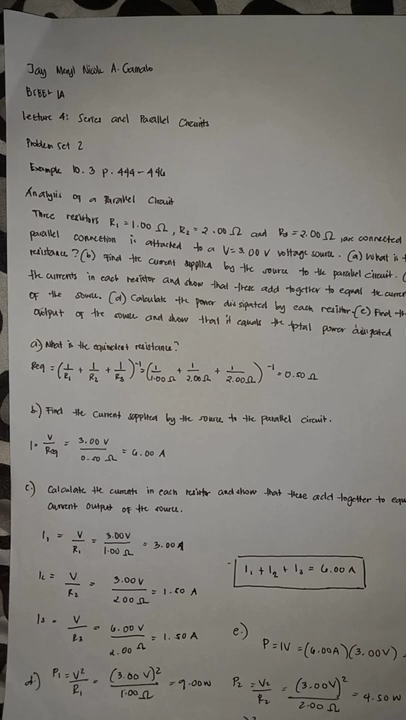 Jay Meryl Nicole A. Camalo
BSEE 1A
Lecture 4: Series and Parallel Circuits
Problem Set 2
Example 10.3 p. 444-446
Analysis of a Parallel Circuit
Three resistors R₁ = 1.00 Ω, R₂ = 2.00 Ω and R₃ = 2.00 Ω, are connected
parallel connection is attached to a V = 3.00 V voltage source. (a) What is t
resistance? (b) Find the current supplied by the source to the parallel circuit. (
the currents in each resistor and show that these add together to equal the curren
of the source. (d) Calculate the power dissipated by each resistor. (e) Find th
output of the source and show that it equals the total power dissipated
a) What is the equivalent resistance?
Req = (1/R₁ + 1/R₂ + 1/R₃)⁻¹ = (1/1.00 Ω + 1/2.00 Ω + 1/2.00 Ω)⁻¹ = 0.50 Ω
b.) Find the current supplied by the source to the parallel circuit.
I = V/Req = 3.00 V/0.50 Ω = 6.00 A
c.) Calculate the currents in each resistor and show that these add together to equ
current output of the source.
I₁ = V/R₁ = 3.00V/1.00 Ω = 3.00 A
I₁ + I₂ + I₃ = 6.00 A
I₂ = V/R₂ = 3.00 V/2.00 Ω = 1.50 A
I₃ = V/R₃ = 6.00 V/2.00 Ω = 1.50 A
e.)
P = IV = (6.00A)(3.00V)
d.) P₁ = V²/R₁ = (3.00 V)²/1.00 Ω = 9.00W P₂ = V²/R₂ = (3.00V)²/2.00 Ω = 4.50 W